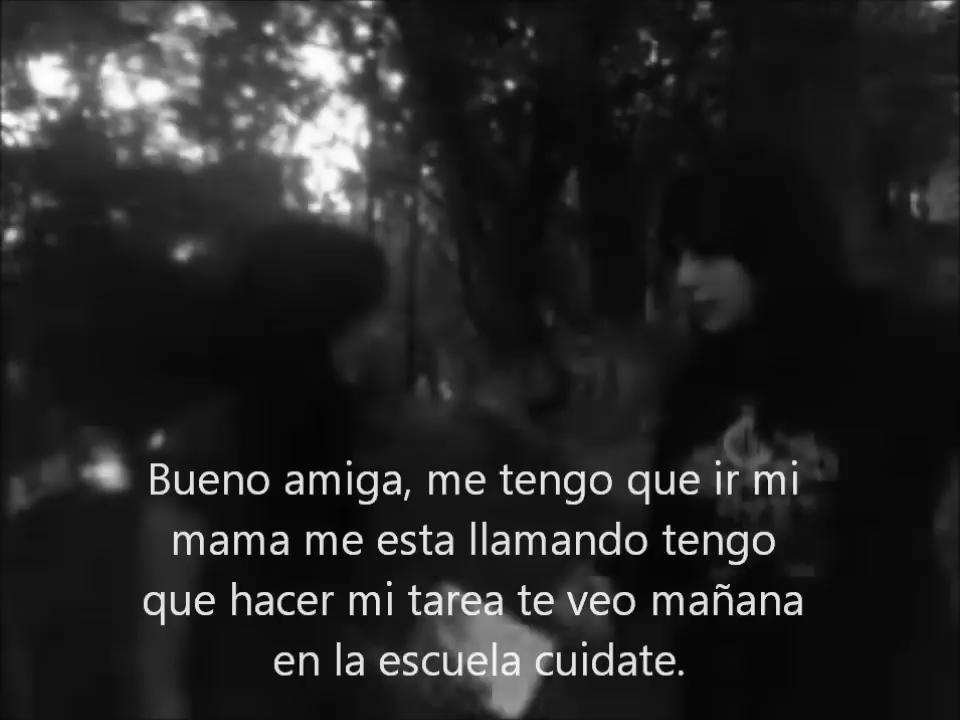 Bueno amiga, me tengo que ir mi
mama me esta llamando tengo
que hacer mi tarea te veo mañana
en la escuela cuidate.